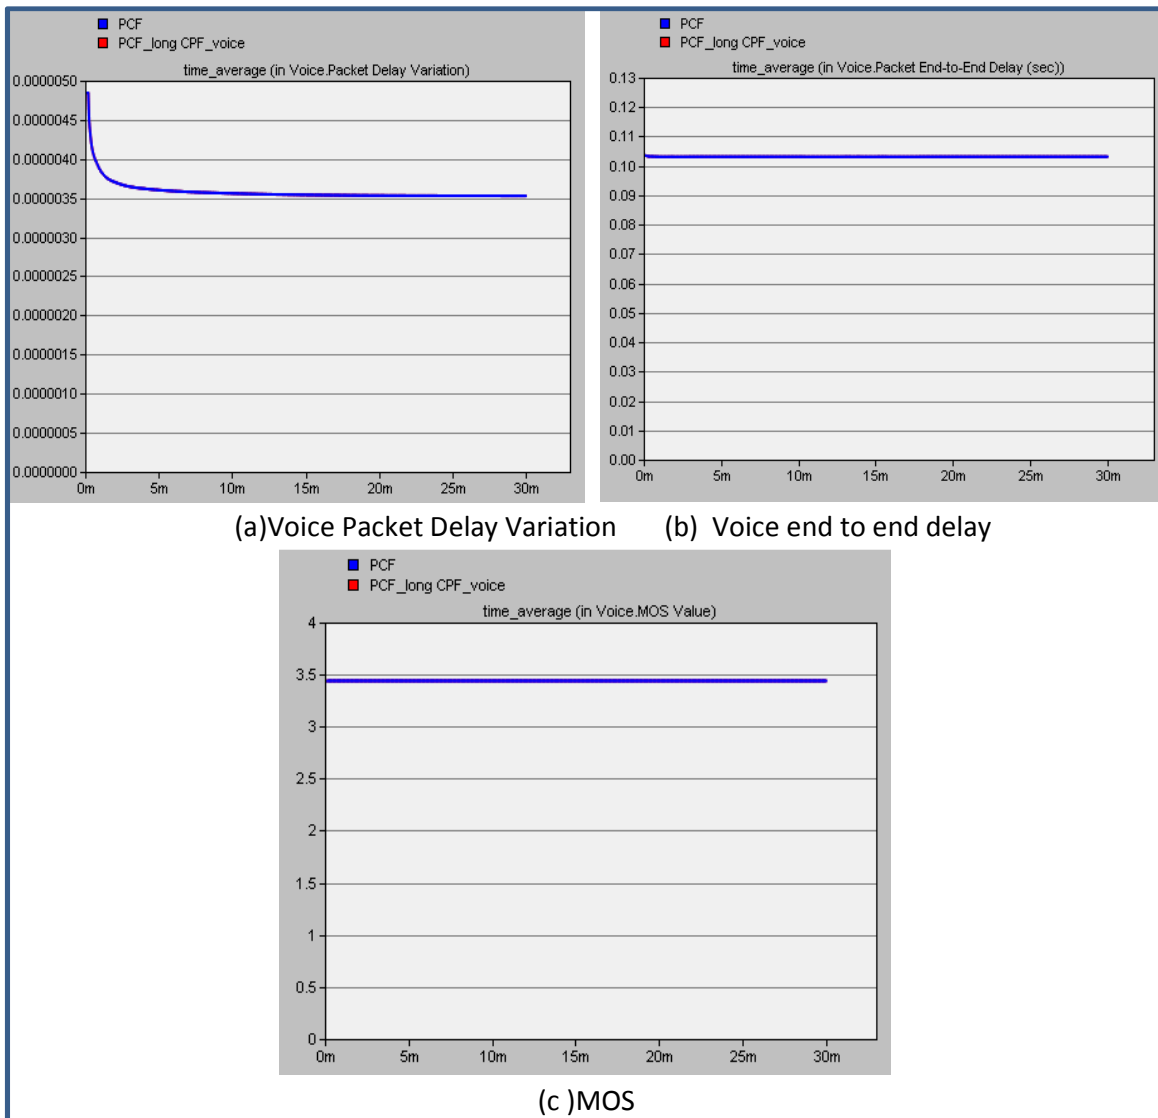 PCF
PCF_long CPF_voice
time_average (in Voice.Packet Delay Variation)
0.0000050
0.0000045
0.0000040
0.0000035
0.0000030
0.0000025
0.0000020
0.0000015
0.0000010
0.0000005
0.0000000
0m 5m 10m 15m 20m 25m 30m
PCF
PCF_long CPF_voice
time_average (in Voice.Packet End-to-End Delay (sec))
0.13
0.12
0.11
0.10
0.09
0.08
0.07
0.06
0.05
0.04
0.03
0.02
0.01
0.00
0m 5m 10m 15m 20m 25m 30m
(a)Voice Packet Delay Variation (b) Voice end to end delay
PCF
PCF_long CPF_voice
time_average (in Voice.MOS Value)
4
3.5
3
2.5
2
1.5
1
0.5
0
0m 5m 10m 15m 20m 25m 30m
(c )MOS